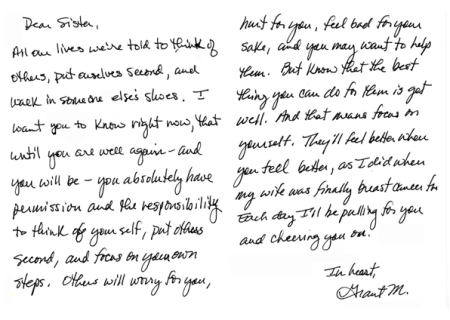 Dear Sister,
All our lives we're told to think of
others, put ourselves second, and
walk in someone else's shoes. I
want you to know right now, that
until you are well again – and
you will be – you absolutely have
permission and the responsibility
to think of yourself, put others
second, and focus on your own
steps. Others will worry for you,
hurt for you, feel bad for your
sake, and you may want to help
them. But know that the best
thing you can do for them is get
well. And that means focus on
yourself. They'll feel better when
you feel better, as I did when
my wife was finally breast cancer
Each day I'll be pulling for you
and cheering you on.
In heart,
Grant M.